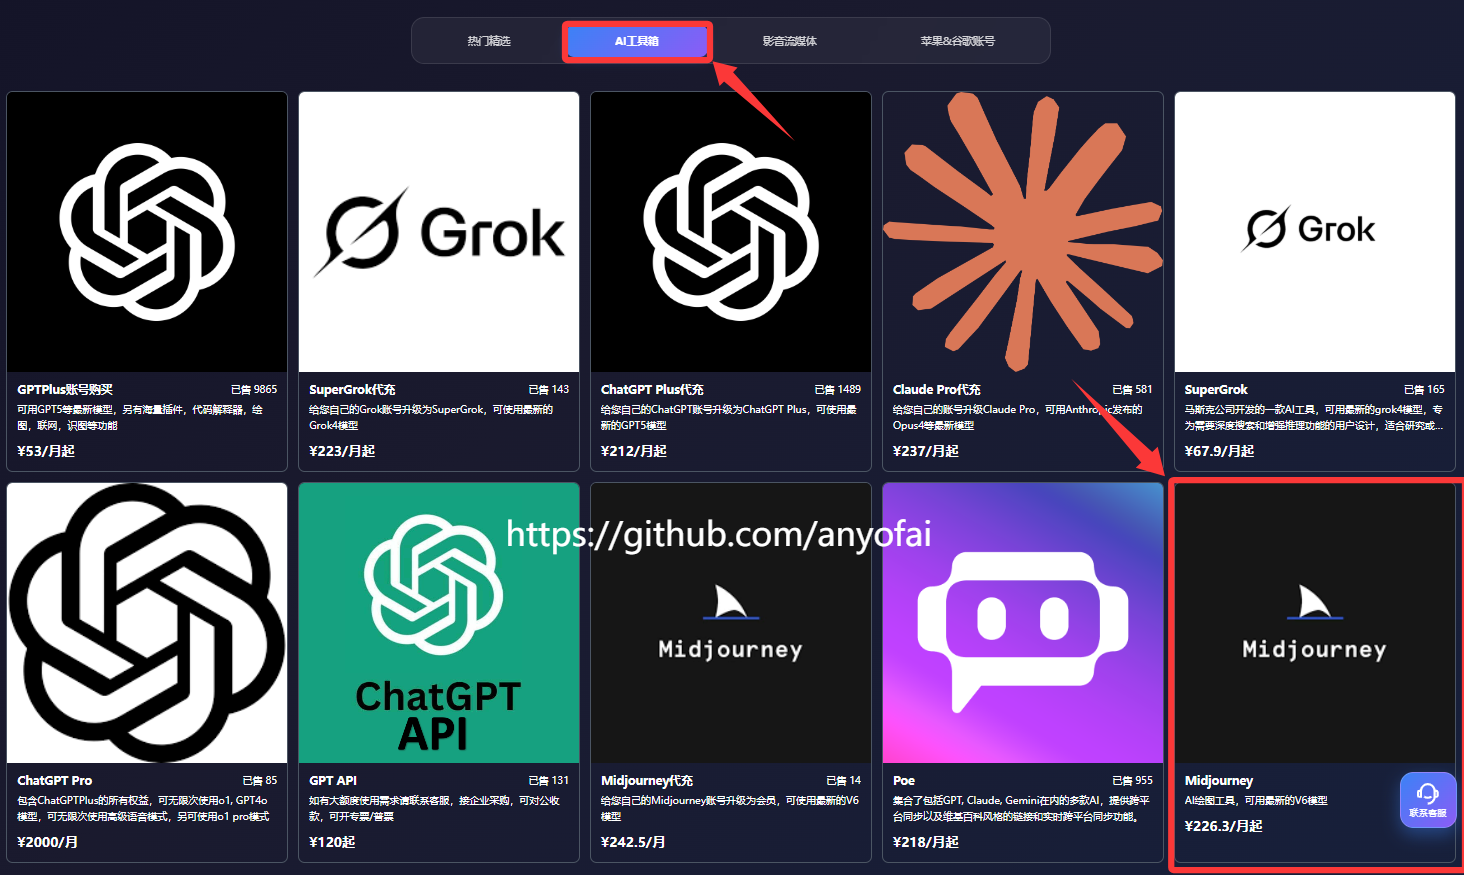 热门精选
AI工具箱
影音流媒体
苹果&谷歌账号
Grok
Grok
GPTPlus账号购买
已售 9865
可用GPT5等最新模型，另有海量插件，代码解释器，绘
图，联网，识图等功能
¥53/月起
SuperGrok代充
已售 143
给您自己的Grok账号升级为SuperGrok，可使用最新的
Grok4模型
¥223/月起
ChatGPT Plus代充
已售 1489
给您自己的ChatGPT账号升级为ChatGPT Plus，可使用最
新的GPT5模型
¥212/月起
Claude Pro代充
已售 581
给您自己的账号升级Claude Pro，可用Anthropic发布的
Opus4等最新模型
¥237/月起
SuperGrok
已售 165
马斯克公司开发的一款AI工具，可用最新的grok4模型，专
为需要深度搜索和增强推理功能的用户设计，适合研究或...
¥67.9/月起
https://github.com/anyofai
ChatGPT
API
Midjourney
Midjourney
ChatGPT Pro
已售 85
包含ChatGPTPlus的所有权益，可无限次使用o1, GPT4o
模型，可无限次使用高级语音模式，另可使用o1 pro模式
¥2000/月
GPT API
已售 131
如有大额度使用需求请联系客服，接企业采购，可对公收
款，可开专票/普票
¥120起
Midjourney代充
已售 14
给您自己的Midjourney账号升级为会员，可使用最新的V6
模型
¥242.5/月
Poe
已售 955
集合了包括GPT, Claude, Gemini在内的多款AI，提供跨平
台同步以及维基百科风格的链接和实时跨平台同步功能。
¥218/月起
Midjourney
AI绘图工具，可用最新的V6模型
¥226.3/月起
联系客服